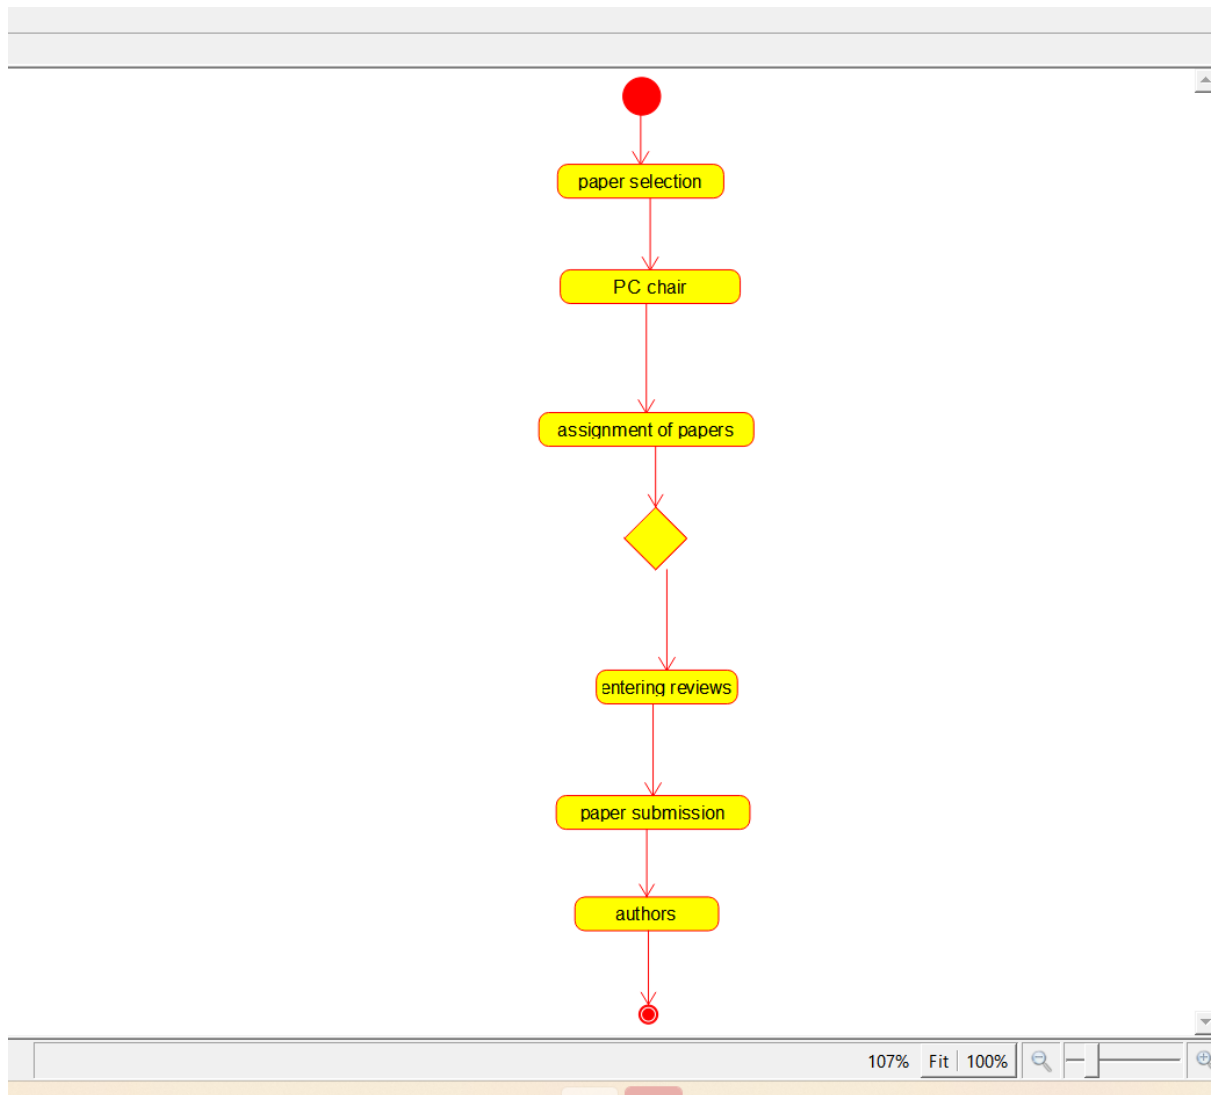 paper selection
PC chair
assignment of papers
entering reviews
paper submission
authors
107% Fit 100%